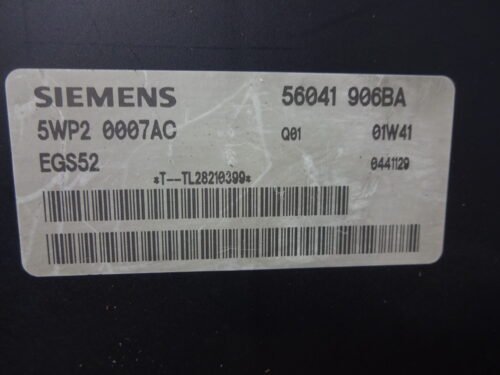 SIEMENS 56041 906BA
5WP2 0007AC Q01 01W41
EGS52 0441129
*T--TL28210399*